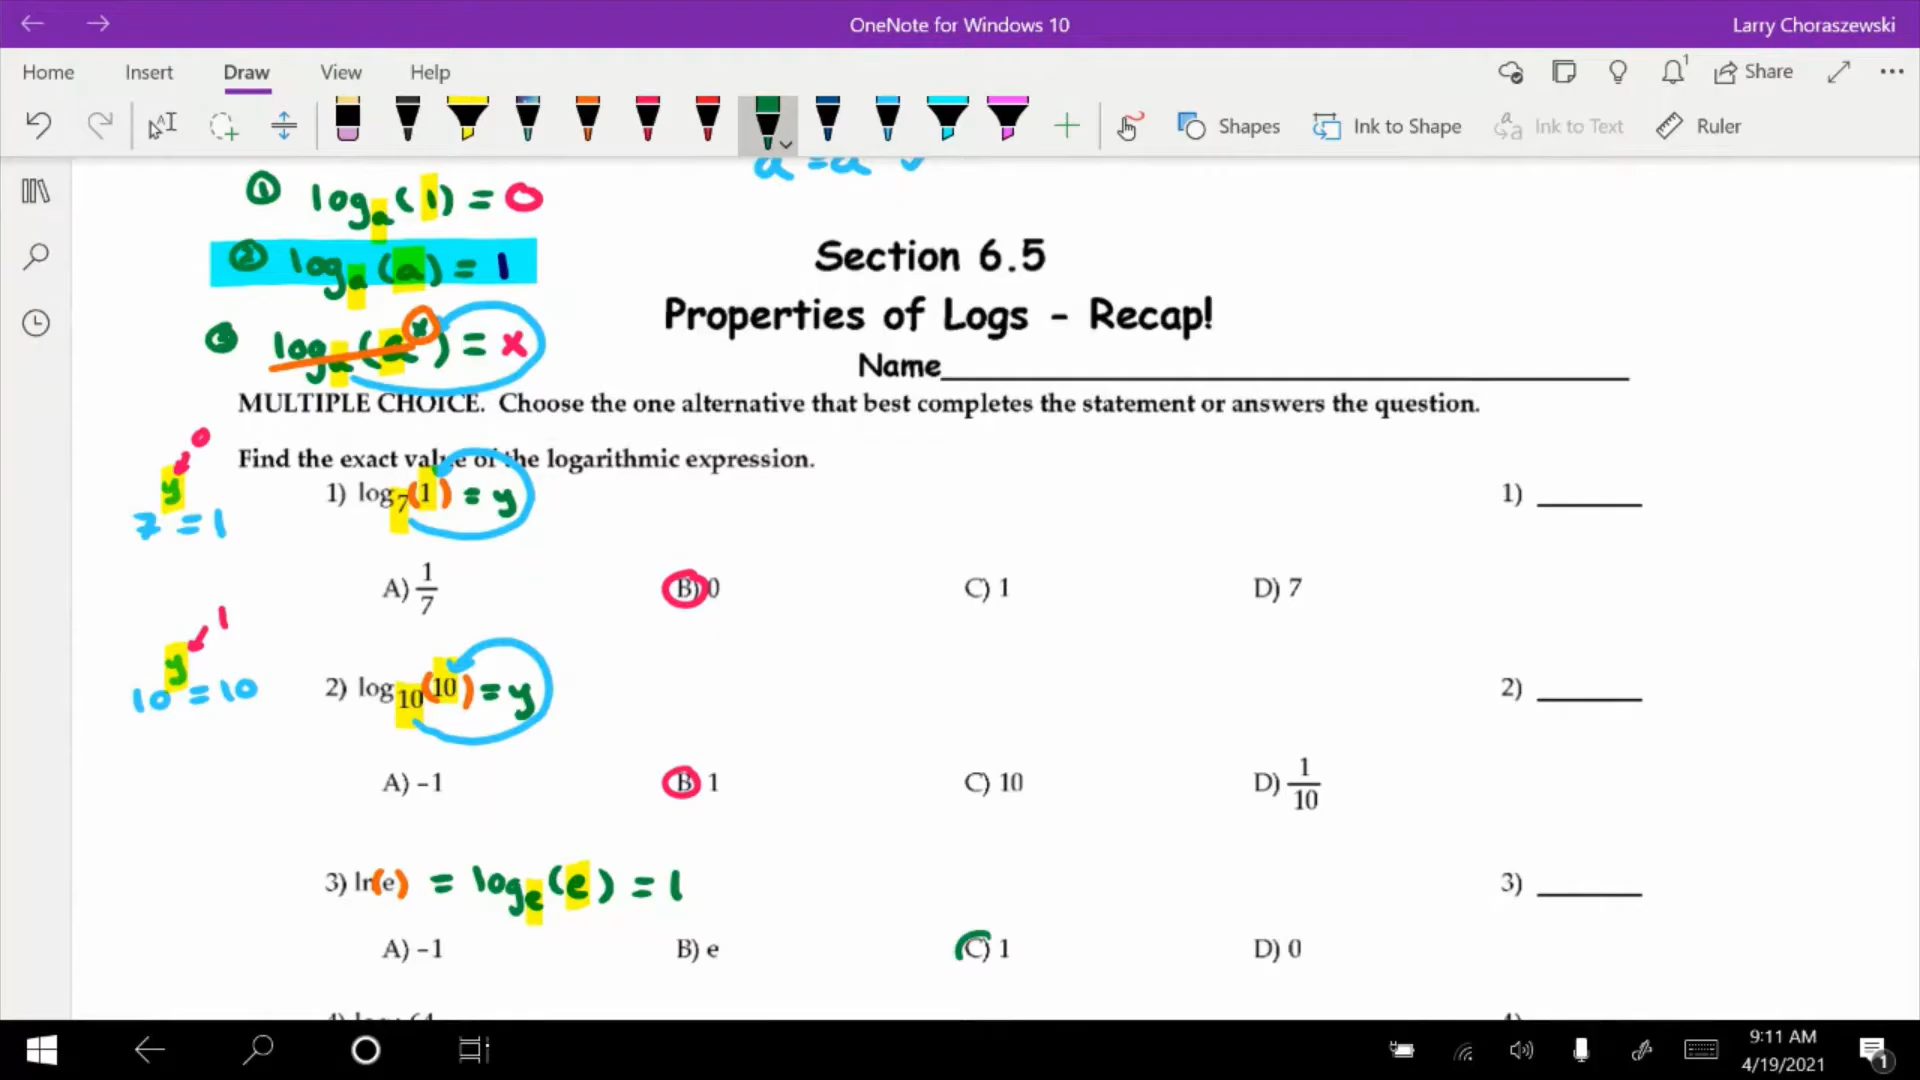 OneNote for Windows 10
Larry Choraszewski
Home Insert Draw View Help
Share
Shapes Ink to Shape Ink to Text Ruler
a = a ✓
① logₐ(1) = 0
② logₐ(a) = 1
③ logₐ(aˣ) = x
Section 6.5
Properties of Logs - Recap!
Name
MULTIPLE CHOICE. Choose the one alternative that best completes the statement or answers the question.
Find the exact value of the logarithmic expression.
0
7^y = 1
1) log₇(1) = y
1)
A) 1/7 B) 0 C) 1 D) 7
1
10^y = 10
2) log₁₀(10) = y
2)
A) –1 B) 1 C) 10 D) 1/10
3) ln(e) = logₑ(e) = 1
3)
A) –1 B) e C) 1 D) 0
9:11 AM
4/19/2021
1